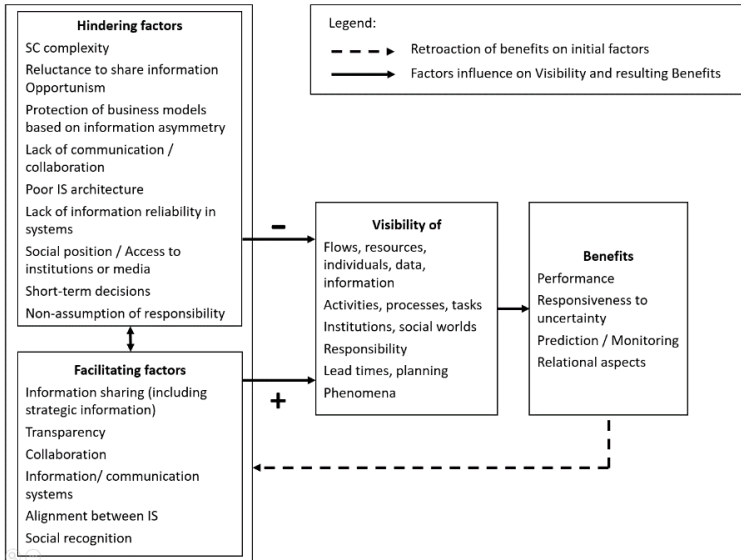 Hindering factors
SC complexity
Reluctance to share information
Opportunism
Protection of business models
based on information asymmetry
Lack of communication /
collaboration
Poor IS architecture
Lack of information reliability in
systems
Social position / Access to
institutions or media
Short-term decisions
Non-assumption of responsibility
Facilitating factors
Information sharing (including
strategic information)
Transparency
Collaboration
Information/ communication
systems
Alignment between IS
Social recognition
–
+
Visibility of
Flows, resources,
individuals, data,
information
Activities, processes, tasks
Institutions, social worlds
Responsibility
Lead times, planning
Phenomena
Benefits
Performance
Responsiveness to
uncertainty
Prediction / Monitoring
Relational aspects
Legend:
Retroaction of benefits on initial factors
Factors influence on Visibility and resulting Benefits